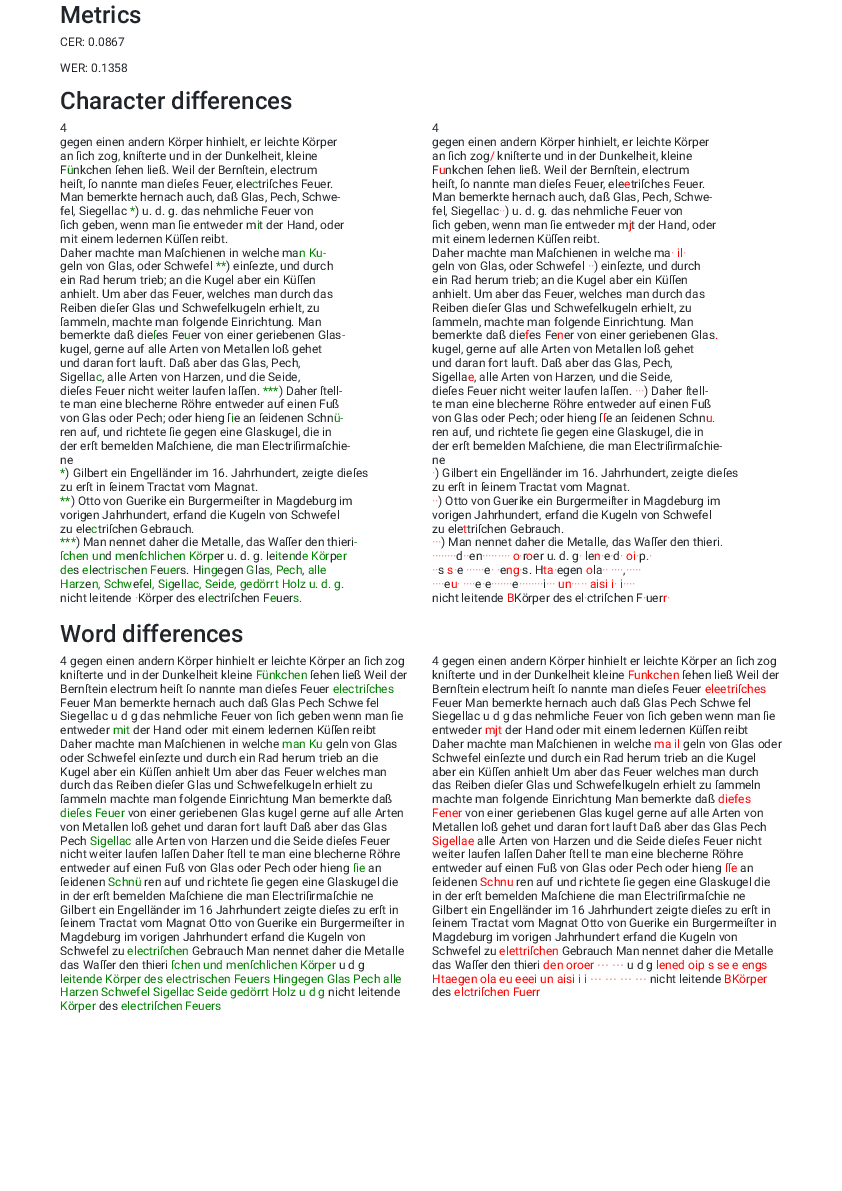 Metrics
CER: 0.0867
WER: 0.1358
Character differences
4
gegen einen andern Körper hinhielt, er leichte Körper
an ſich zog, kniſterte und in der Dunkelheit, kleine
Fünkchen ſehen ließ. Weil der Bernſtein, electrum
heiſt, ſo nannte man dieſes Feuer, electriſches Feuer.
Man bemerkte hernach auch, daß Glas, Pech, Schwe-
fel, Siegellac *) u. d. g. das nehmliche Feuer von
ſich geben, wenn man ſie entweder mit der Hand, oder
mit einem ledernen Küſſen reibt.
Daher machte man Maſchienen in welche man Ku-
geln von Glas, oder Schwefel **) einſezte, und durch
ein Rad herum trieb; an die Kugel aber ein Küſſen
anhielt. Um aber das Feuer, welches man durch das
Reiben dieſer Glas und Schwefelkugeln erhielt, zu
ſammeln, machte man folgende Einrichtung. Man
bemerkte daß dieſes Feuer von einer geriebenen Glas-
kugel, gerne auf alle Arten von Metallen loß gehet
und daran fort lauft. Daß aber das Glas, Pech,
Sigellac, alle Arten von Harzen, und die Seide,
dieſes Feuer nicht weiter laufen laſſen. ***) Daher ſtell-
te man eine blecherne Röhre entweder auf einen Fuß
von Glas oder Pech; oder hieng ſie an ſeidenen Schnü-
ren auf, und richtete ſie gegen eine Glaskugel, die in
der erſt bemelden Maſchiene, die man Electriſirmaſchie-
ne
*) Gilbert ein Engelländer im 16. Jahrhundert, zeigte dieſes
zu erſt in ſeinem Tractat vom Magnat.
**) Otto von Guerike ein Burgermeiſter in Magdeburg im
vorigen Jahrhundert, erfand die Kugeln von Schwefel
zu electriſchen Gebrauch.
***) Man nennet daher die Metalle, das Waſſer den thieri-
ſchen und menſchlichen Körper u. d. g. leitende Körper
des electrischen Feuers. Hingegen Glas, Pech, alle
Harzen, Schwefel, Sigellac, Seide, gedörrt Holz u. d. g.
nicht leitende Körper des electriſchen Feuers.
4
gegen einen andern Körper hinhielt, er leichte Körper
an ſich zog/ kniſterte und in der Dunkelheit, kleine
Funkchen ſehen ließ. Weil der Bernſtein, electrum
heiſt, ſo nannte man dieſes Feuer, eleetriſches Feuer.
Man bemerkte hernach auch, daß Glas, Pech, Schwe-
fel, Siegellac··) u. d. g. das nehmliche Feuer von
ſich geben, wenn man ſie entweder mjt der Hand, oder
mit einem ledernen Küſſen reibt.
Daher machte man Maſchienen in welche ma· il·
geln von Glas, oder Schwefel ··) einſezte, und durch
ein Rad herum trieb; an die Kugel aber ein Küſſen
anhielt. Um aber das Feuer, welches man durch das
Reiben dieſer Glas und Schwefelkugeln erhielt, zu
ſammeln, machte man folgende Einrichtung. Man
bemerkte daß diefes Fener von einer geriebenen Glas.
kugel, gerne auf alle Arten von Metallen loß gehet
und daran fort lauft. Daß aber das Glas, Pech,
Sigellae, alle Arten von Harzen, und die Seide,
dieſes Feuer nicht weiter laufen laſſen. ···) Daher ſtell-
te man eine blecherne Röhre entweder auf einen Fuß
von Glas oder Pech; oder hieng ſſe an ſeidenen Schnu.
ren auf, und richtete ſie gegen eine Glaskugel, die in
der erſt bemelden Maſchiene, die man Electriſirmaſchie-
ne
·) Gilbert ein Engelländer im 16. Jahrhundert, zeigte dieſes
zu erſt in ſeinem Tractat vom Magnat.
··) Otto von Guerike ein Burgermeiſter in Magdeburg im
vorigen Jahrhundert, erfand die Kugeln von Schwefel
zu elettriſchen Gebrauch.
···) Man nennet daher die Metalle, das Waſſer den thieri.
········d··en········· o·roer u. d. g· len·e·d· oi·p.
··s s·e ······e··eng·s. Hta·egen ola·· ····,·····
····eu· ····e·e·······e········i··· un····· aisi i· i····
nicht leitende BKörper des el·ctriſchen F·uerr·
Word differences
4 gegen einen andern Körper hinhielt er leichte Körper an ſich zog
kniſterte und in der Dunkelheit kleine Fünkchen ſehen ließ Weil der
Bernſtein electrum heiſt ſo nannte man dieſes Feuer electriſches
Feuer Man bemerkte hernach auch daß Glas Pech Schwe fel
Siegellac u d g das nehmliche Feuer von ſich geben wenn man ſie
entweder mit der Hand oder mit einem ledernen Küſſen reibt
Daher machte man Maſchienen in welche man Ku geln von Glas
oder Schwefel einſezte und durch ein Rad herum trieb an die
Kugel aber ein Küſſen anhielt Um aber das Feuer welches man
durch das Reiben dieſer Glas und Schwefelkugeln erhielt zu
ſammeln machte man folgende Einrichtung Man bemerkte daß
dieſes Feuer von einer geriebenen Glas kugel gerne auf alle Arten
von Metallen loß gehet und daran fort lauft Daß aber das Glas
Pech Sigellac alle Arten von Harzen und die Seide dieſes Feuer
nicht weiter laufen laſſen Daher ſtell te man eine blecherne Röhre
entweder auf einen Fuß von Glas oder Pech oder hieng ſie an
ſeidenen Schnü ren auf und richtete ſie gegen eine Glaskugel die
in der erſt bemelden Maſchiene die man Electriſirmaſchie ne
Gilbert ein Engelländer im 16 Jahrhundert zeigte dieſes zu erſt in
ſeinem Tractat vom Magnat Otto von Guerike ein Burgermeiſter in
Magdeburg im vorigen Jahrhundert erfand die Kugeln von
Schwefel zu electriſchen Gebrauch Man nennet daher die Metalle
das Waſſer den thieri ſchen und menſchlichen Körper u d g
leitende Körper des electrischen Feuers Hingegen Glas Pech alle
Harzen Schwefel Sigellac Seide gedörrt Holz u d g nicht leitende
Körper des electriſchen Feuers
4 gegen einen andern Körper hinhielt er leichte Körper an ſich zog
kniſterte und in der Dunkelheit kleine Funkchen ſehen ließ Weil der
Bernſtein electrum heiſt ſo nannte man dieſes Feuer eleetriſches
Feuer Man bemerkte hernach auch daß Glas Pech Schwe fel
Siegellac u d g das nehmliche Feuer von ſich geben wenn man ſie
entweder mjt der Hand oder mit einem ledernen Küſſen reibt
Daher machte man Maſchienen in welche ma il geln von Glas oder
Schwefel einſezte und durch ein Rad herum trieb an die Kugel
aber ein Küſſen anhielt Um aber das Feuer welches man durch
das Reiben dieſer Glas und Schwefelkugeln erhielt zu ſammeln
machte man folgende Einrichtung Man bemerkte daß diefes
Fener von einer geriebenen Glas kugel gerne auf alle Arten von
Metallen loß gehet und daran fort lauft Daß aber das Glas Pech
Sigellae alle Arten von Harzen und die Seide dieſes Feuer nicht
weiter laufen laſſen Daher ſtell te man eine blecherne Röhre
entweder auf einen Fuß von Glas oder Pech oder hieng ſſe an
ſeidenen Schnu ren auf und richtete ſie gegen eine Glaskugel die
in der erſt bemelden Maſchiene die man Electriſirmaſchie ne
Gilbert ein Engelländer im 16 Jahrhundert zeigte dieſes zu erſt in
ſeinem Tractat vom Magnat Otto von Guerike ein Burgermeiſter in
Magdeburg im vorigen Jahrhundert erfand die Kugeln von
Schwefel zu elettriſchen Gebrauch Man nennet daher die Metalle
das Waſſer den thieri den oroer ··· ··· u d g lened oip s se e engs
Htaegen ola eu eeei un aisi i i ··· ··· ··· ··· nicht leitende BKörper
des elctriſchen Fuerr